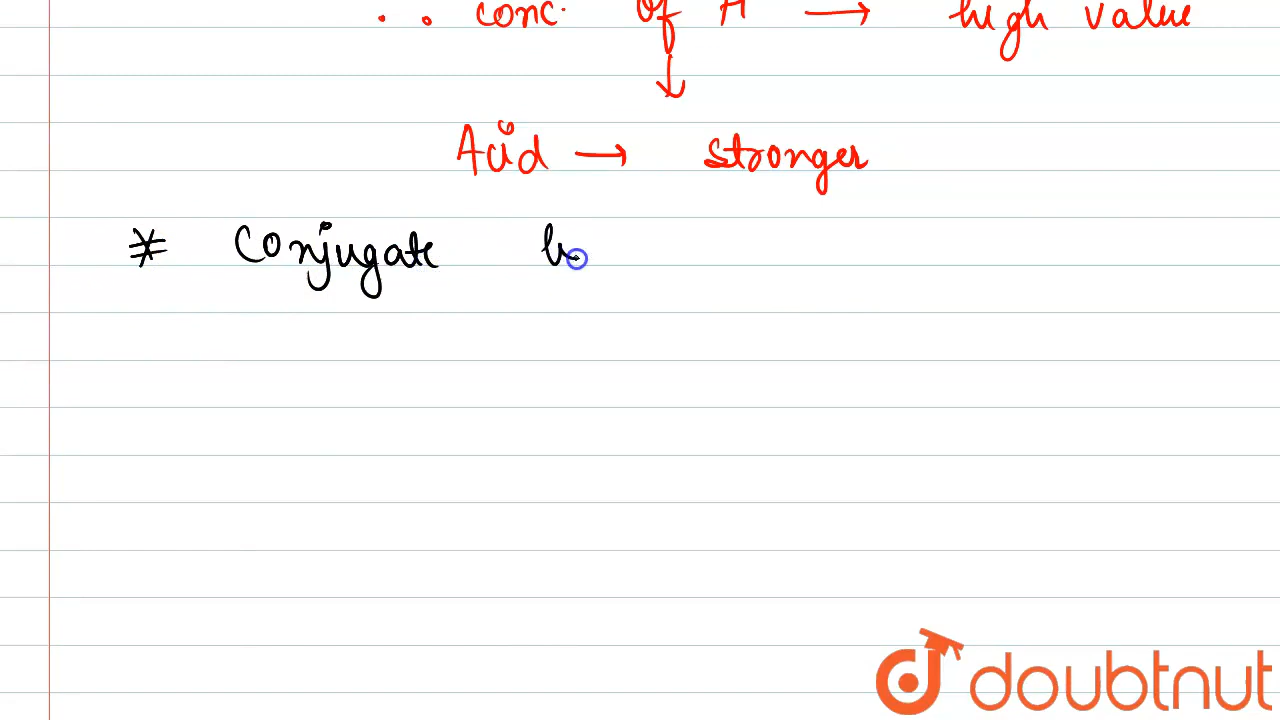 ∴ conc. of H → high value
↓
Acid → stronger
* Conjugate
doubtnut